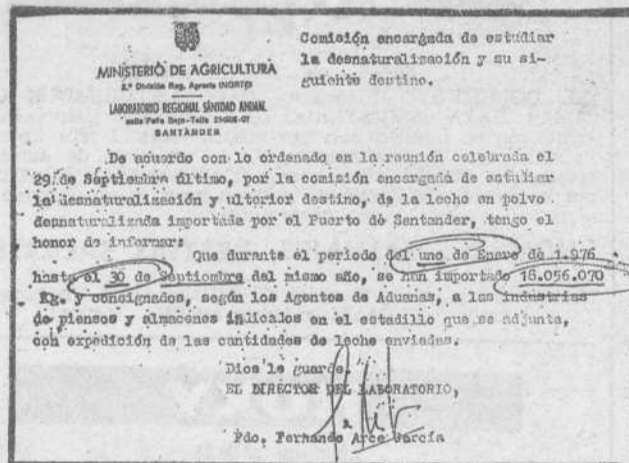 Comisión encargada de estudiar
la desnaturalización y su si-
guiente destino.
MINISTERIO DE AGRICULTURA
2.ª División Reg. Agraria (NORTE)
LABORATORIO REGIONAL SANIDAD ANIMAL
SANTANDER
De acuerdo con lo ordenado en la reunión celebrada el
29 de Septiembre último, por la comisión encargada de estudiar
la desnaturalización y ulterior destino, de la leche en polvo
desnaturalizada importada por el Puerto de Santander, tengo el
honor de informar:
Que durante el periodo del uno de Enero de 1.976
hasta el 30 de Septiembre del mismo año, se han importado 18.056.070
Kg. y consignados, según los Agentes de Aduanas, a las industrias
de piensos y almacenes indicalos en el estadillo que se adjunta,
con expedición de las cantidades de leche enviadas.
Dios le guarde,
EL DIRECTOR DEL LABORATORIO,
Fdo. Fernando Arce García